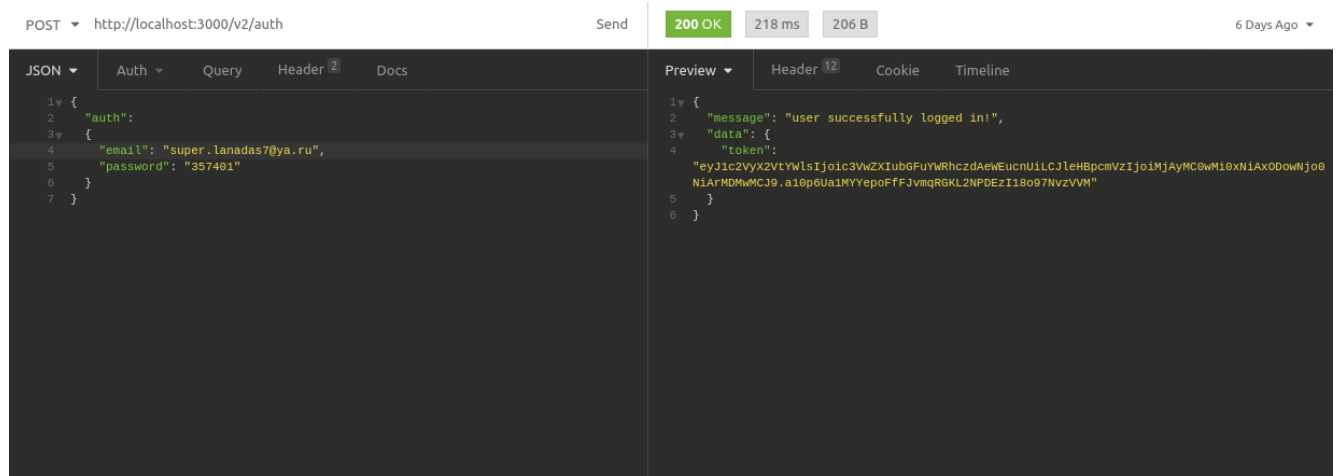 POST http://localhost:3000/v2/auth Send 200 OK 218 ms 206 B 6 Days Ago
JSON Auth Query Header 2 Docs
Preview Header 12 Cookie Timeline
1 {
2 "auth":
3 {
4 "email": "super.lanadas7@ya.ru",
5 "password": "357401"
6 }
7 }
1 {
2 "message": "user successfully logged in!",
3 "data": {
4 "token":
"eyJ1c2VyX2VtYWlsIjoic3VwZXIubGFuYWRhczdAeWEucnUiLCJleHBpcmVzIjoiMjAyMC0wMi0xNiAxODowNjo0
NiArMDMwMCJ9.a10p6Ua1MYYepoFfFJvmqRGKL2NPDEzI18o97NvzVVM"
5 }
6 }